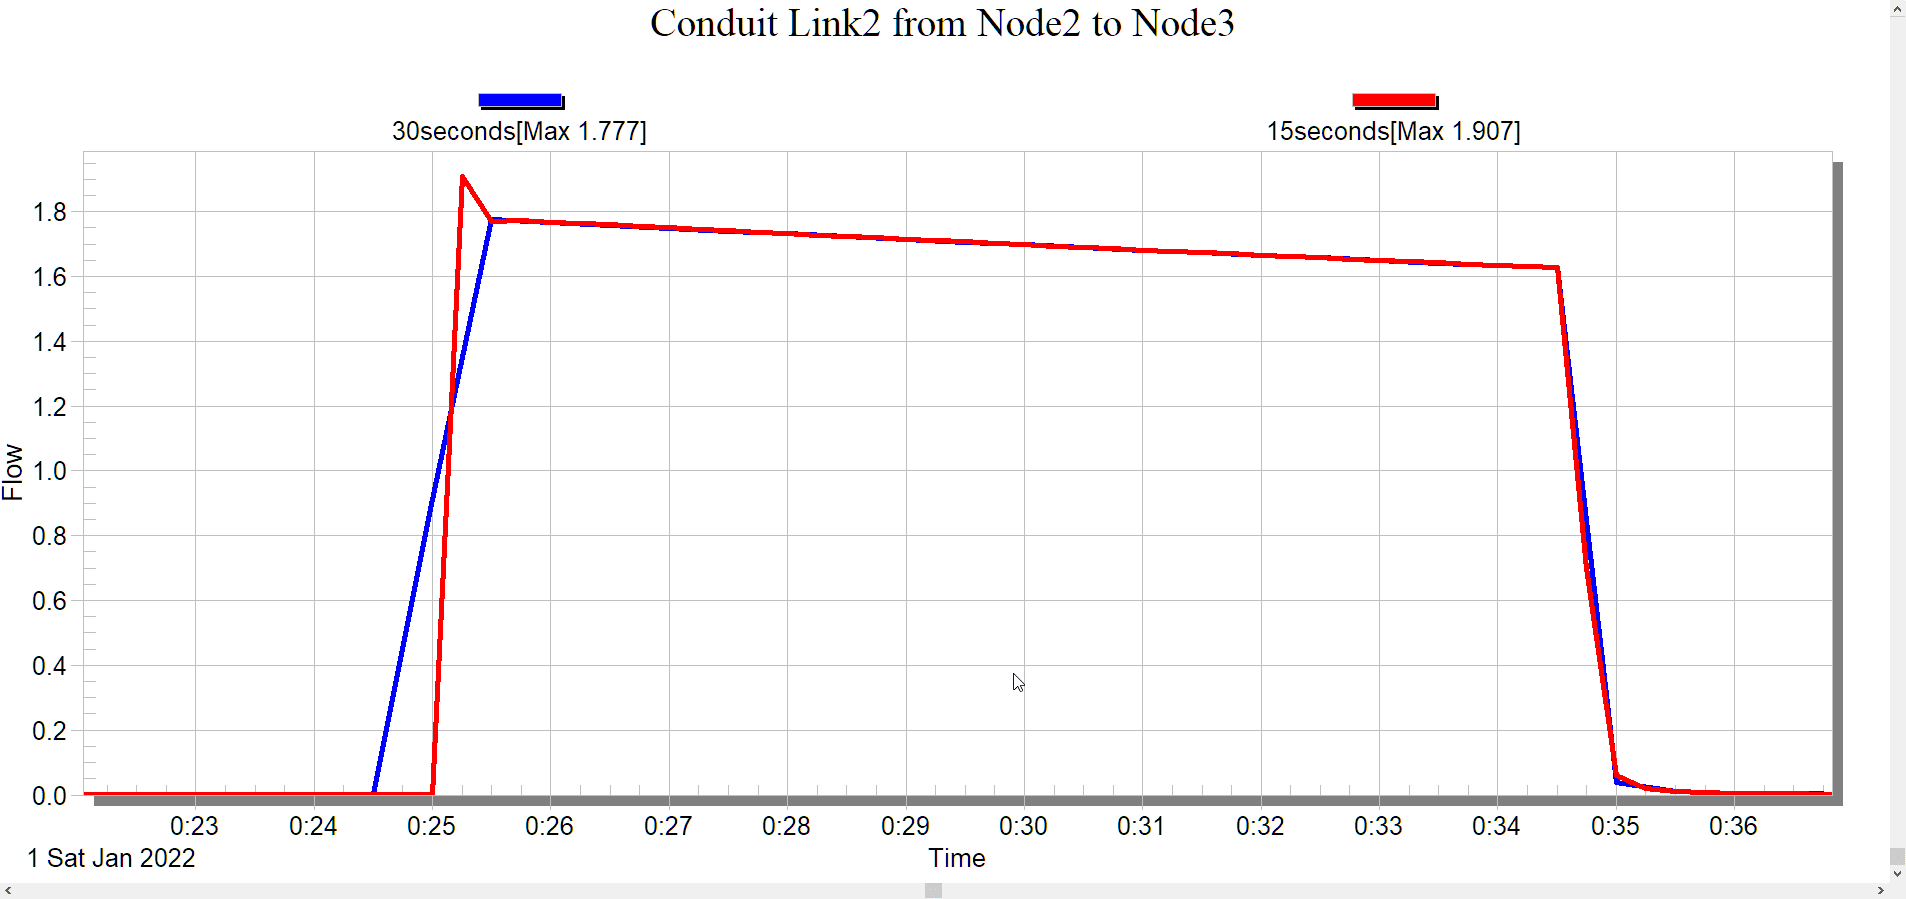 Conduit Link2 from Node2 to Node3
30seconds[Max 1.777]
15seconds[Max 1.907]
Flow
1.8
1.6
1.4
1.2
1.0
0.8
0.6
0.4
0.2
0.0
0:23 0:24 0:25 0:26 0:27 0:28 0:29 0:30 0:31 0:32 0:33 0:34 0:35 0:36
1 Sat Jan 2022
Time